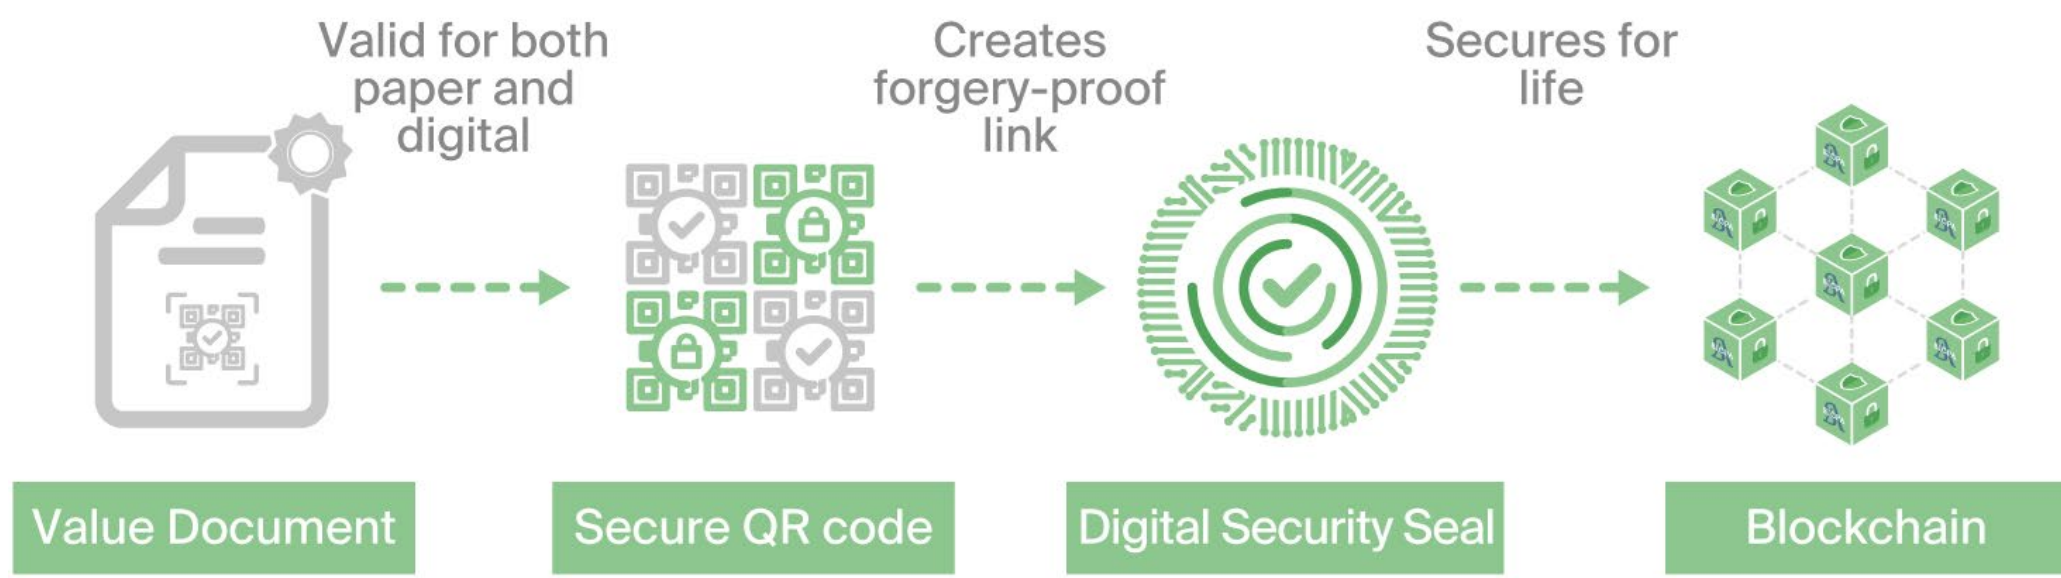 Valid for both
paper and
digital
Creates
forgery-proof
link
Secures for
life
Value Document
Secure QR code
Digital Security Seal
Blockchain